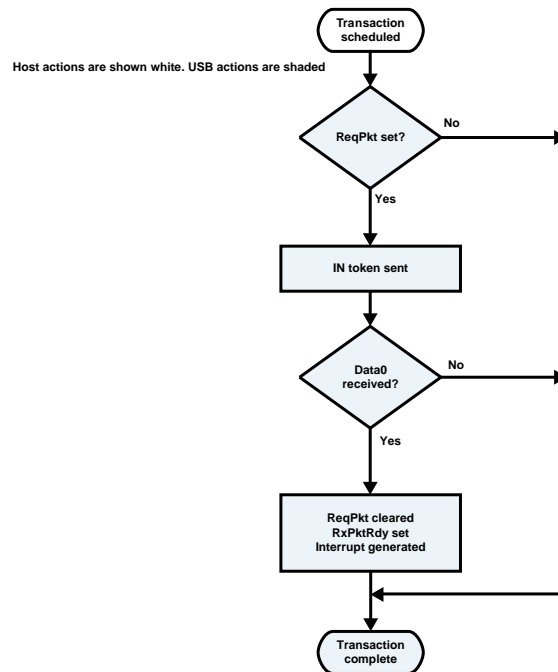 Transaction
scheduled
Host actions are shown white. USB actions are shaded
ReqPkt set?
No
Yes
IN token sent
Data0
received?
No
Yes
ReqPkt cleared
RxPktRdy set
Interrupt generated
Transaction
complete